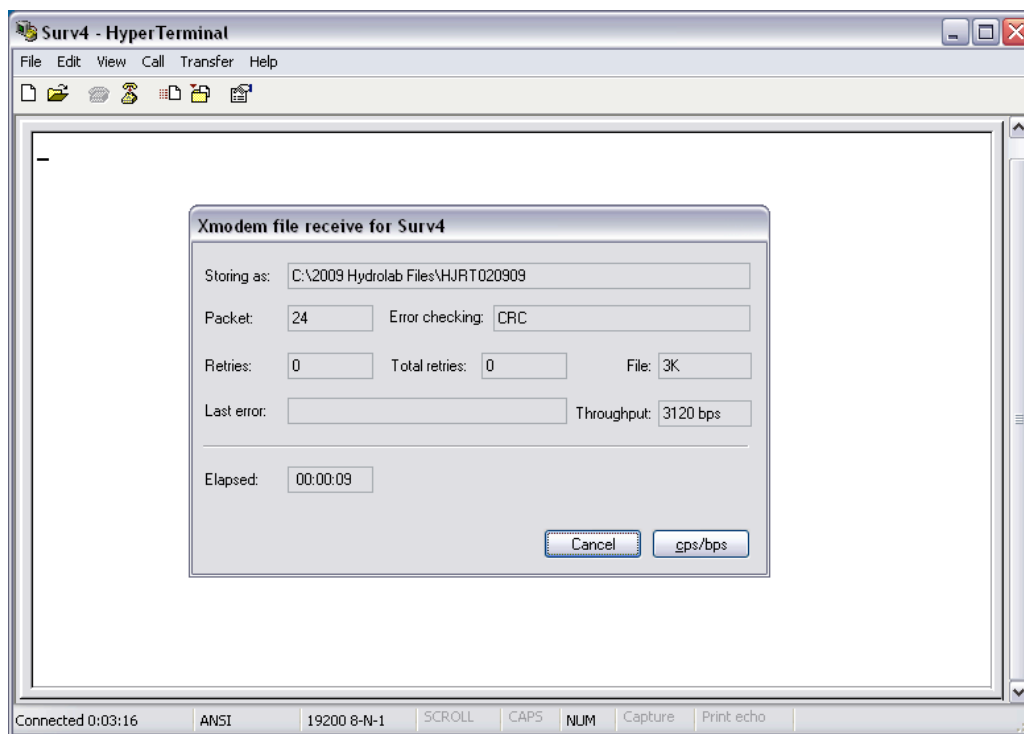 Surv4 - HyperTerminal
File Edit View Call Transfer Help
Xmodem file receive for Surv4
Storing as: C:\2009 Hydrolab Files\HJRT020909
Packet: 24 Error checking: CRC
Retries: 0 Total retries: 0 File: 3K
Last error: Throughput: 3120 bps
Elapsed: 00:00:09
Cancel cps/bps
Connected 0:03:16 ANSI 19200 8-N-1 SCROLL CAPS NUM Capture Print echo